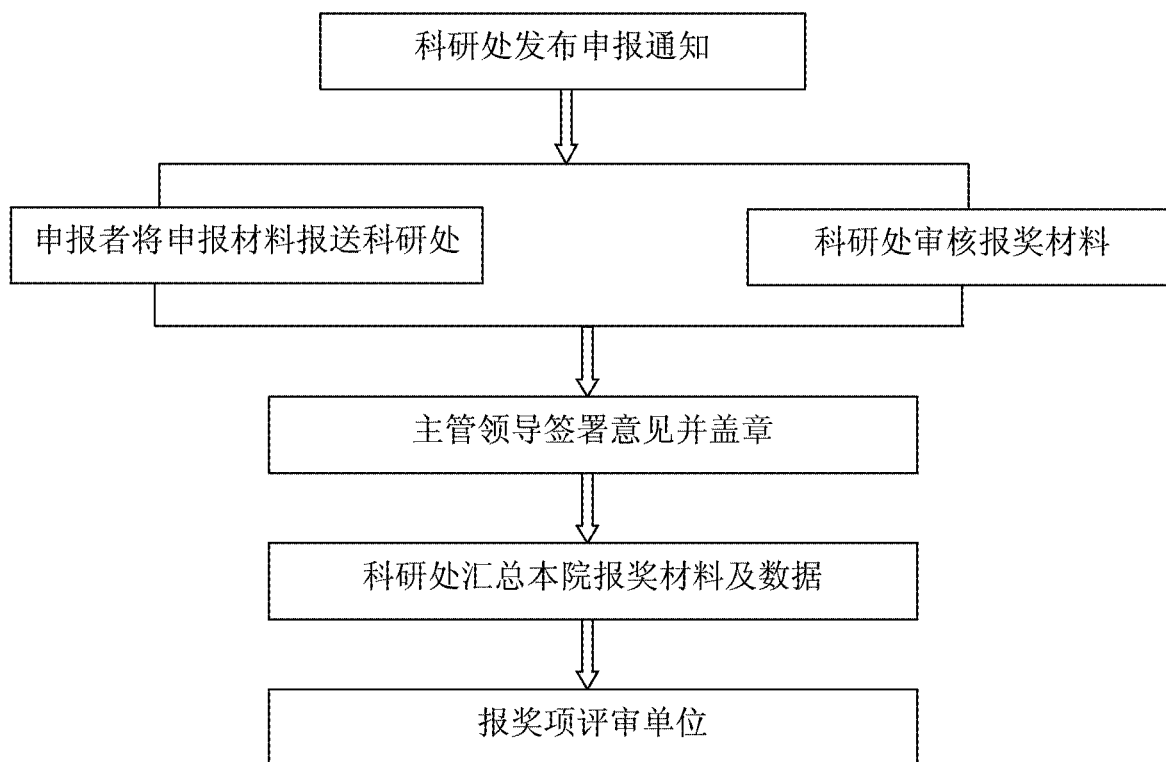 科研处发布申报通知
申报者将申报材料报送科研处
科研处审核报奖材料
主管领导签署意见并盖章
科研处汇总本院报奖材料及数据
报奖项评审单位